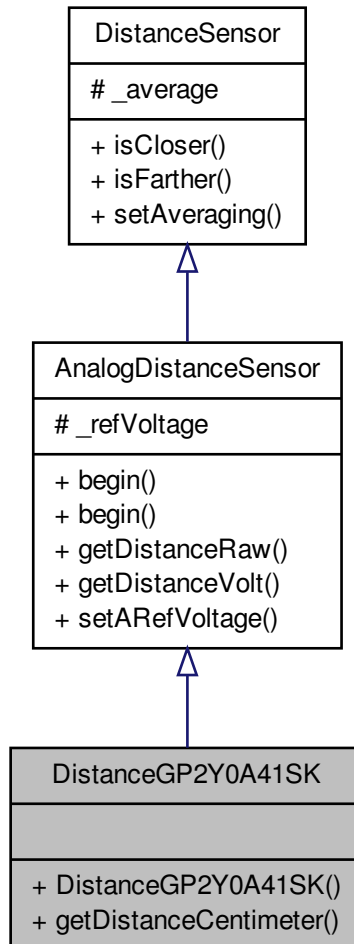 DistanceSensor
# _average
+ isCloser()
+ isFarther()
+ setAveraging()
AnalogDistanceSensor
# _refVoltage
+ begin()
+ begin()
+ getDistanceRaw()
+ getDistanceVolt()
+ setARefVoltage()
DistanceGP2Y0A41SK
+ DistanceGP2Y0A41SK()
+ getDistanceCentimeter()